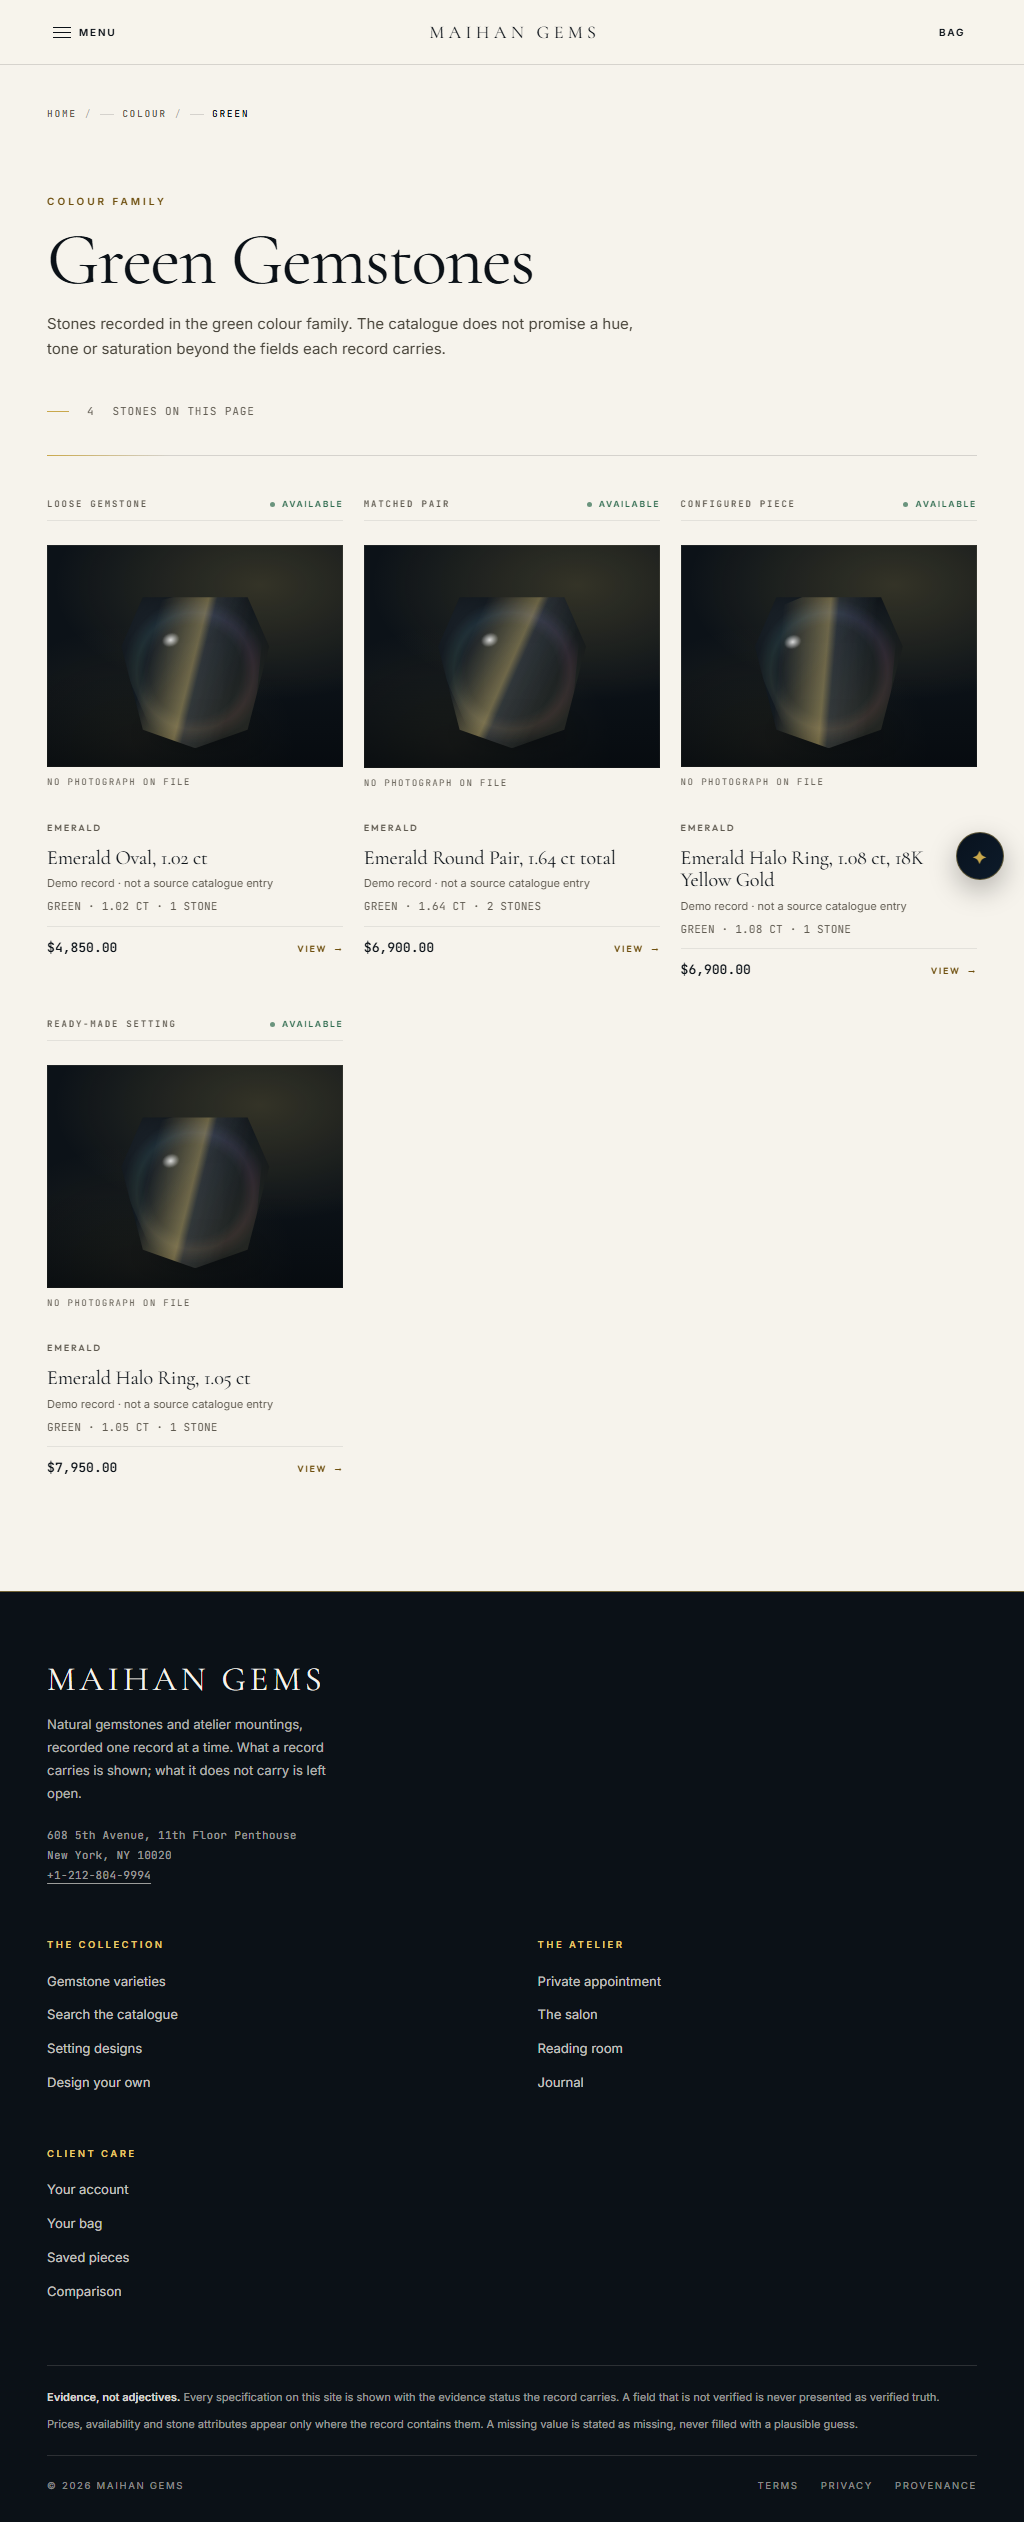 MENU
MAIHAN GEMS
BAG
HOME / — COLOUR / — GREEN
COLOUR FAMILY
Green Gemstones
Stones recorded in the green colour family. The catalogue does not promise a hue,
tone or saturation beyond the fields each record carries.
4 STONES ON THIS PAGE
LOOSE GEMSTONE
AVAILABLE
NO PHOTOGRAPH ON FILE
EMERALD
Emerald Oval, 1.02 ct
Demo record · not a source catalogue entry
GREEN · 1.02 CT · 1 STONE
$4,850.00
VIEW →
MATCHED PAIR
AVAILABLE
NO PHOTOGRAPH ON FILE
EMERALD
Emerald Round Pair, 1.64 ct total
Demo record · not a source catalogue entry
GREEN · 1.64 CT · 2 STONES
$6,900.00
VIEW →
CONFIGURED PIECE
AVAILABLE
NO PHOTOGRAPH ON FILE
EMERALD
Emerald Halo Ring, 1.08 ct, 18K
Yellow Gold
Demo record · not a source catalogue entry
GREEN · 1.08 CT · 1 STONE
$6,900.00
VIEW →
READY-MADE SETTING
AVAILABLE
NO PHOTOGRAPH ON FILE
EMERALD
Emerald Halo Ring, 1.05 ct
Demo record · not a source catalogue entry
GREEN · 1.05 CT · 1 STONE
$7,950.00
VIEW →
MAIHAN GEMS
Natural gemstones and atelier mountings,
recorded one record at a time. What a record
carries is shown; what it does not carry is left
open.
608 5th Avenue, 11th Floor Penthouse
New York, NY 10020
+1-212-804-9994
THE COLLECTION
Gemstone varieties
Search the catalogue
Setting designs
Design your own
THE ATELIER
Private appointment
The salon
Reading room
Journal
CLIENT CARE
Your account
Your bag
Saved pieces
Comparison
Evidence, not adjectives. Every specification on this site is shown with the evidence status the record carries. A field that is not verified is never presented as verified truth.
Prices, availability and stone attributes appear only where the record contains them. A missing value is stated as missing, never filled with a plausible guess.
© 2026 MAIHAN GEMS
TERMS
PRIVACY
PROVENANCE